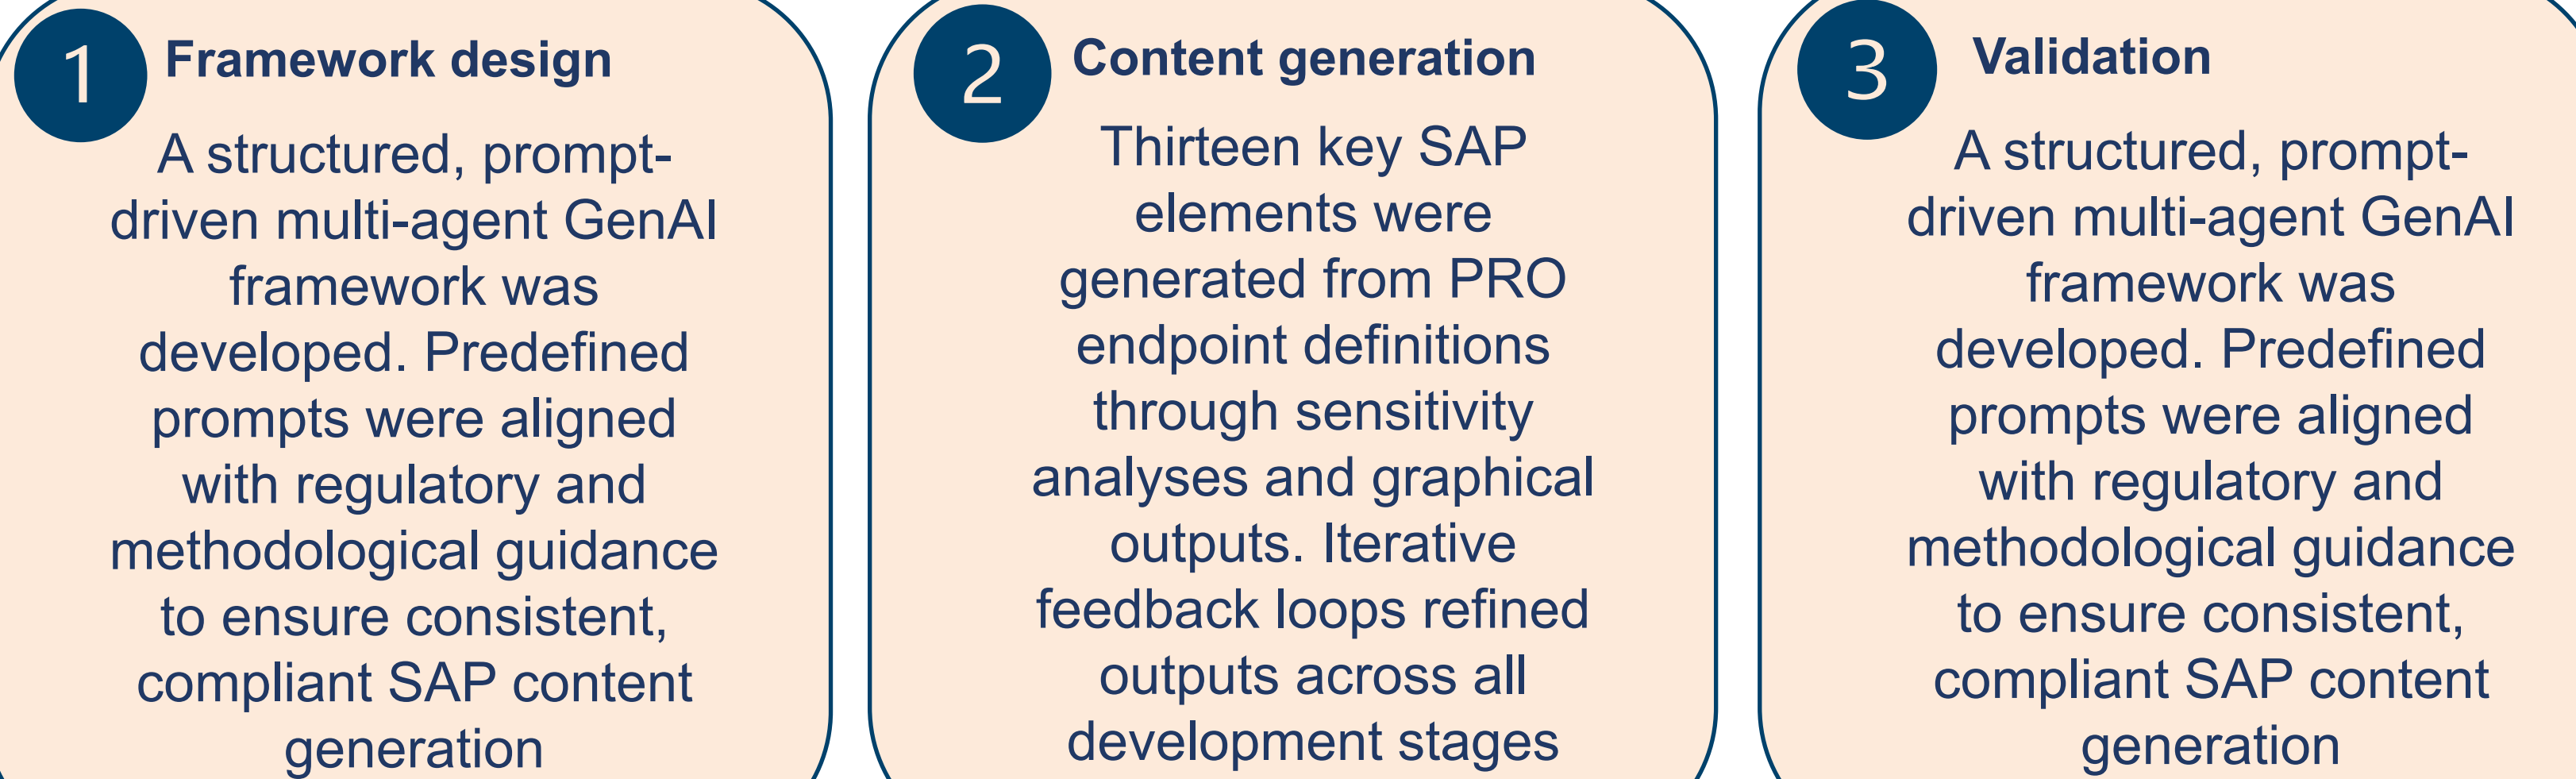 1
Framework design
A structured, prompt-
driven multi-agent GenAI
framework was
developed. Predefined
prompts were aligned
with regulatory and
methodological guidance
to ensure consistent,
compliant SAP content
generation
2
Content generation
Thirteen key SAP
elements were
generated from PRO
endpoint definitions
through sensitivity
analyses and graphical
outputs. Iterative
feedback loops refined
outputs across all
development stages
3
Validation
A structured, prompt-
driven multi-agent GenAI
framework was
developed. Predefined
prompts were aligned
with regulatory and
methodological guidance
to ensure consistent,
compliant SAP content
generation